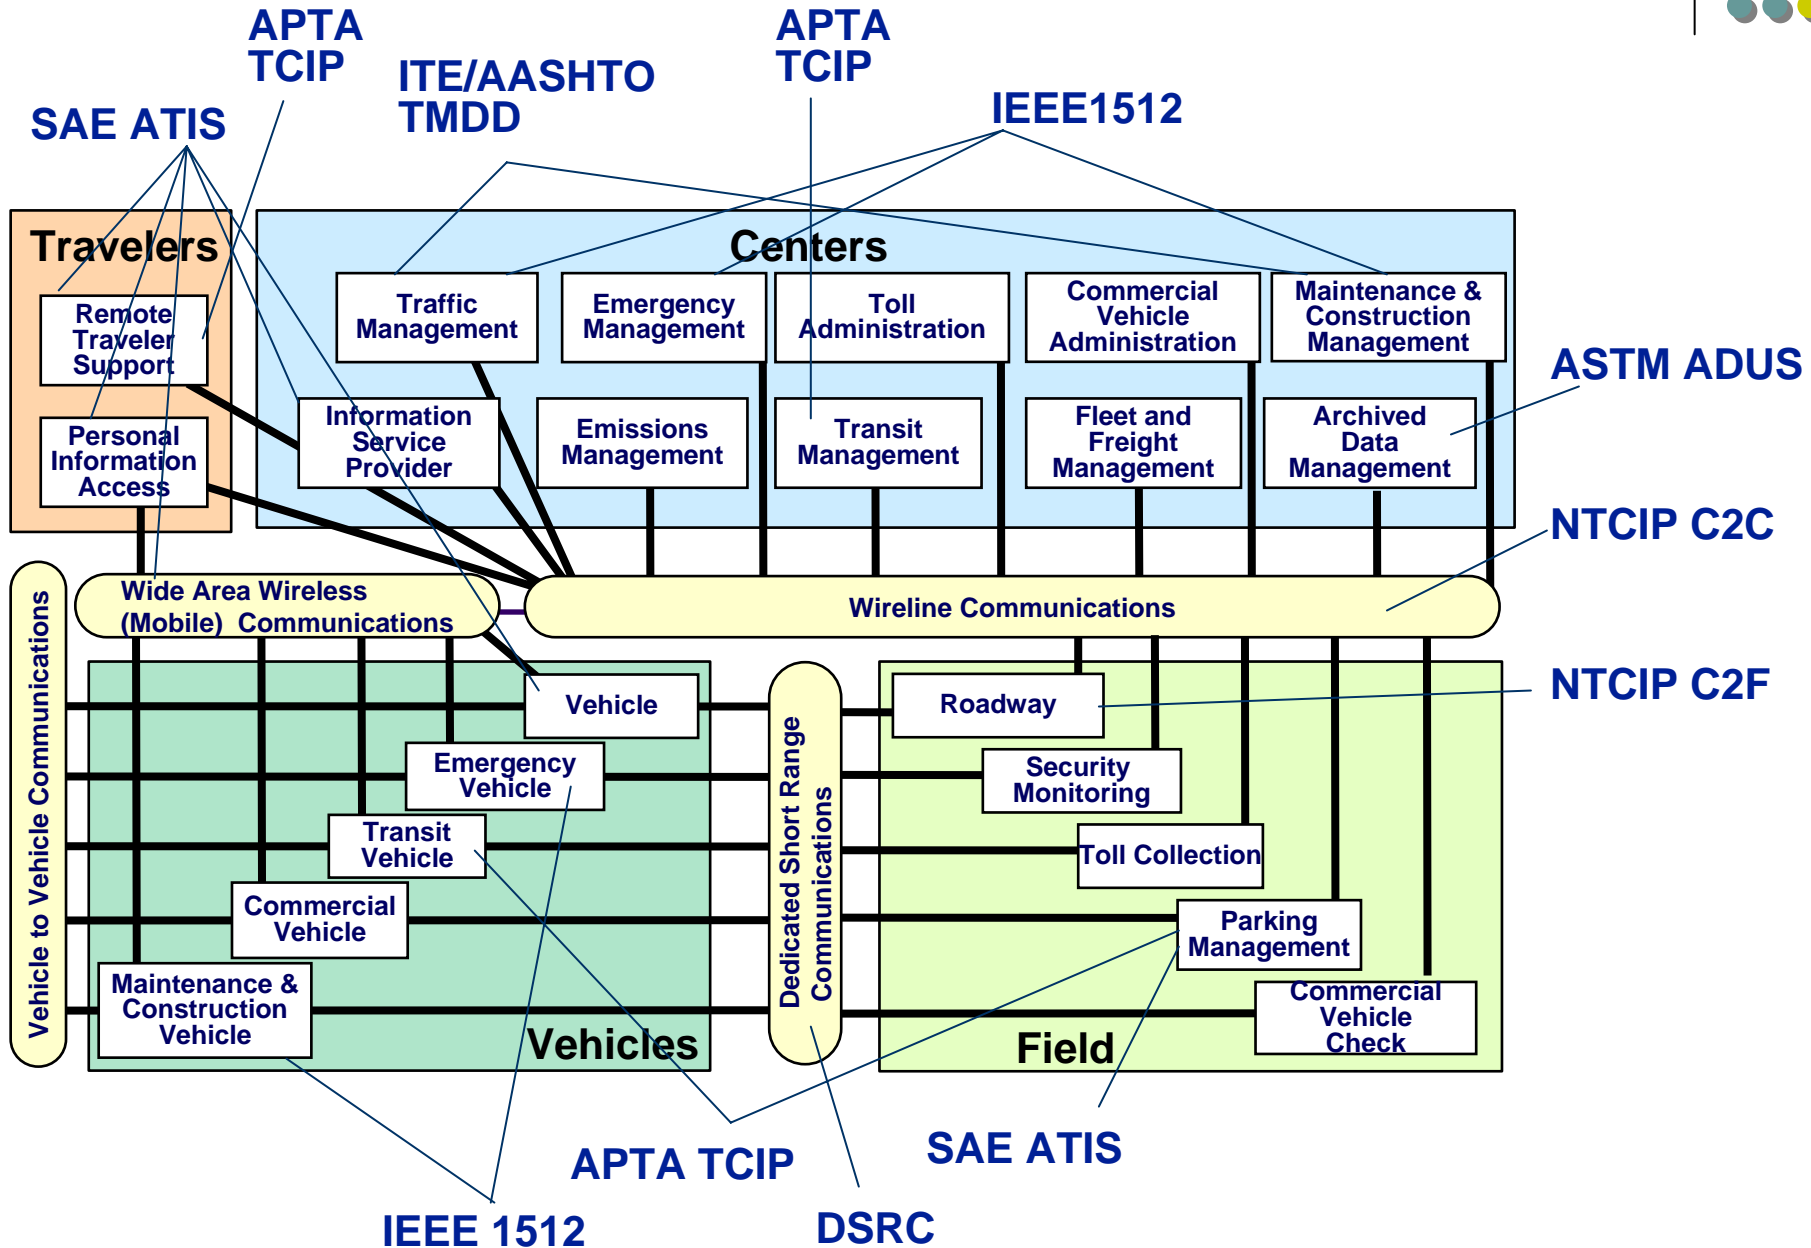 APTA
TCIP
APTA
TCIP
ITE/AASHTO
TMDD
IEEE1512
SAE ATIS
Travelers
Centers
Remote
Traveler
Support
Traffic
Management
Emergency
Management
Toll
Administration
Commercial
Vehicle
Administration
Maintenance &
Construction
Management
ASTM ADUS
Personal
Information
Access
Information
Service
Provider
Emissions
Management
Transit
Management
Fleet and
Freight
Management
Archived
Data
Management
NTCIP C2C
Wide Area Wireless
(Mobile) Communications
Wireline Communications
NTCIP C2F
Vehicle to Vehicle Communications
Vehicle
Emergency
Vehicle
Transit
Vehicle
Commercial
Vehicle
Maintenance &
Construction
Vehicle
Vehicles
Dedicated Short Range
Communications
Roadway
Security
Monitoring
Toll Collection
Parking
Management
Commercial
Vehicle
Check
Field
APTA TCIP
SAE ATIS
IEEE 1512
DSRC